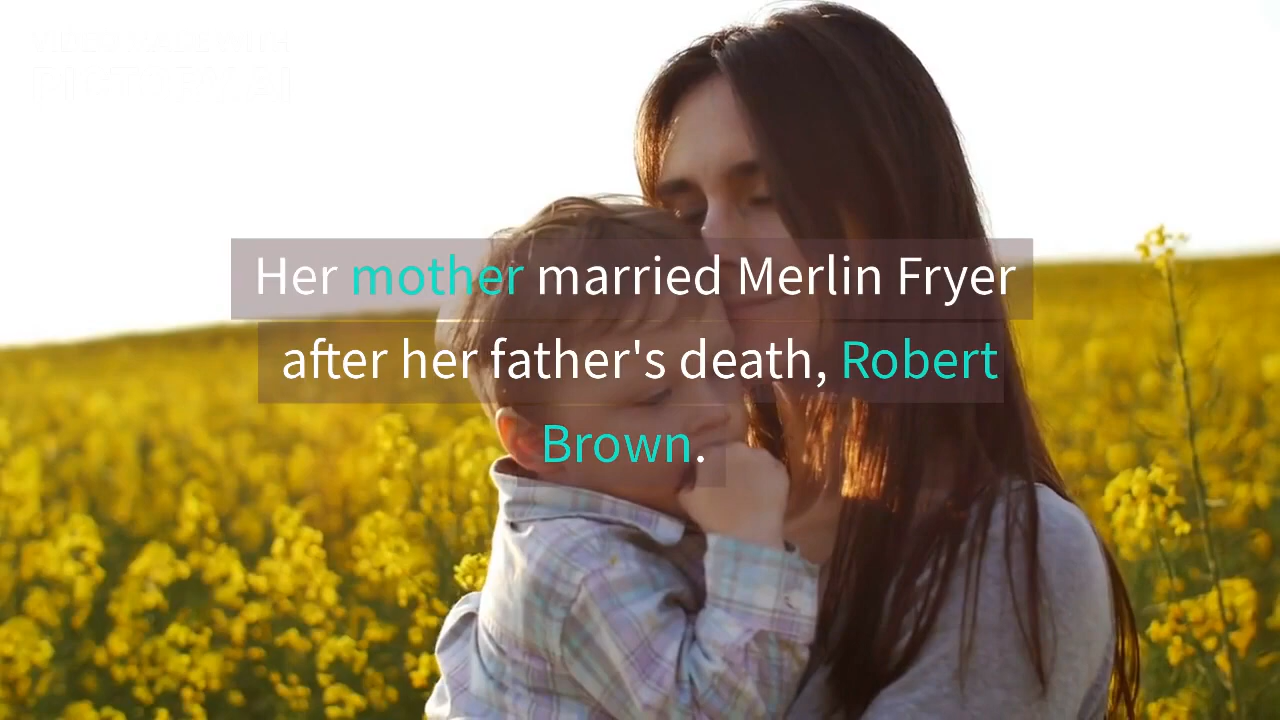 Her mother married Merlin Fryer
after her father's death, Robert
Brown.